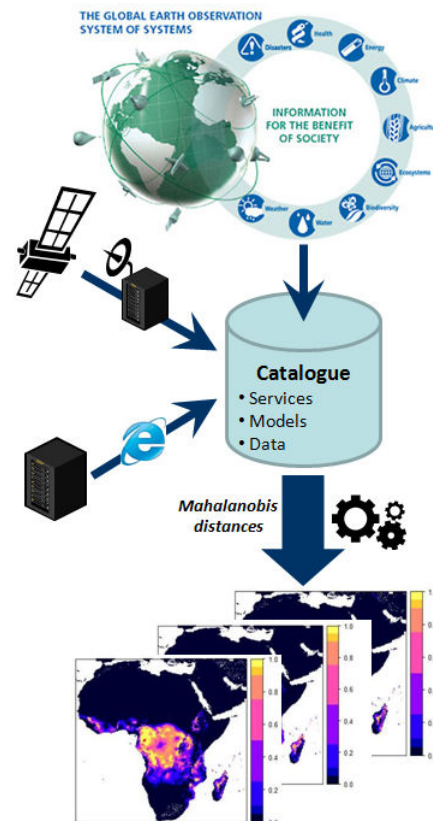 THE GLOBAL EARTH OBSERVATION
SYSTEM OF SYSTEMS
Disasters
Health
Energy
Climate
Agricultu
Ecosystems
Biodiversity
Water
Weather
INFORMATION
FOR THE BENEFIT
OF SOCIETY
Catalogue
• Services
• Models
• Data
Mahalanobis
distances
1.0
0.8
0.6
0.4
0.2
0.0